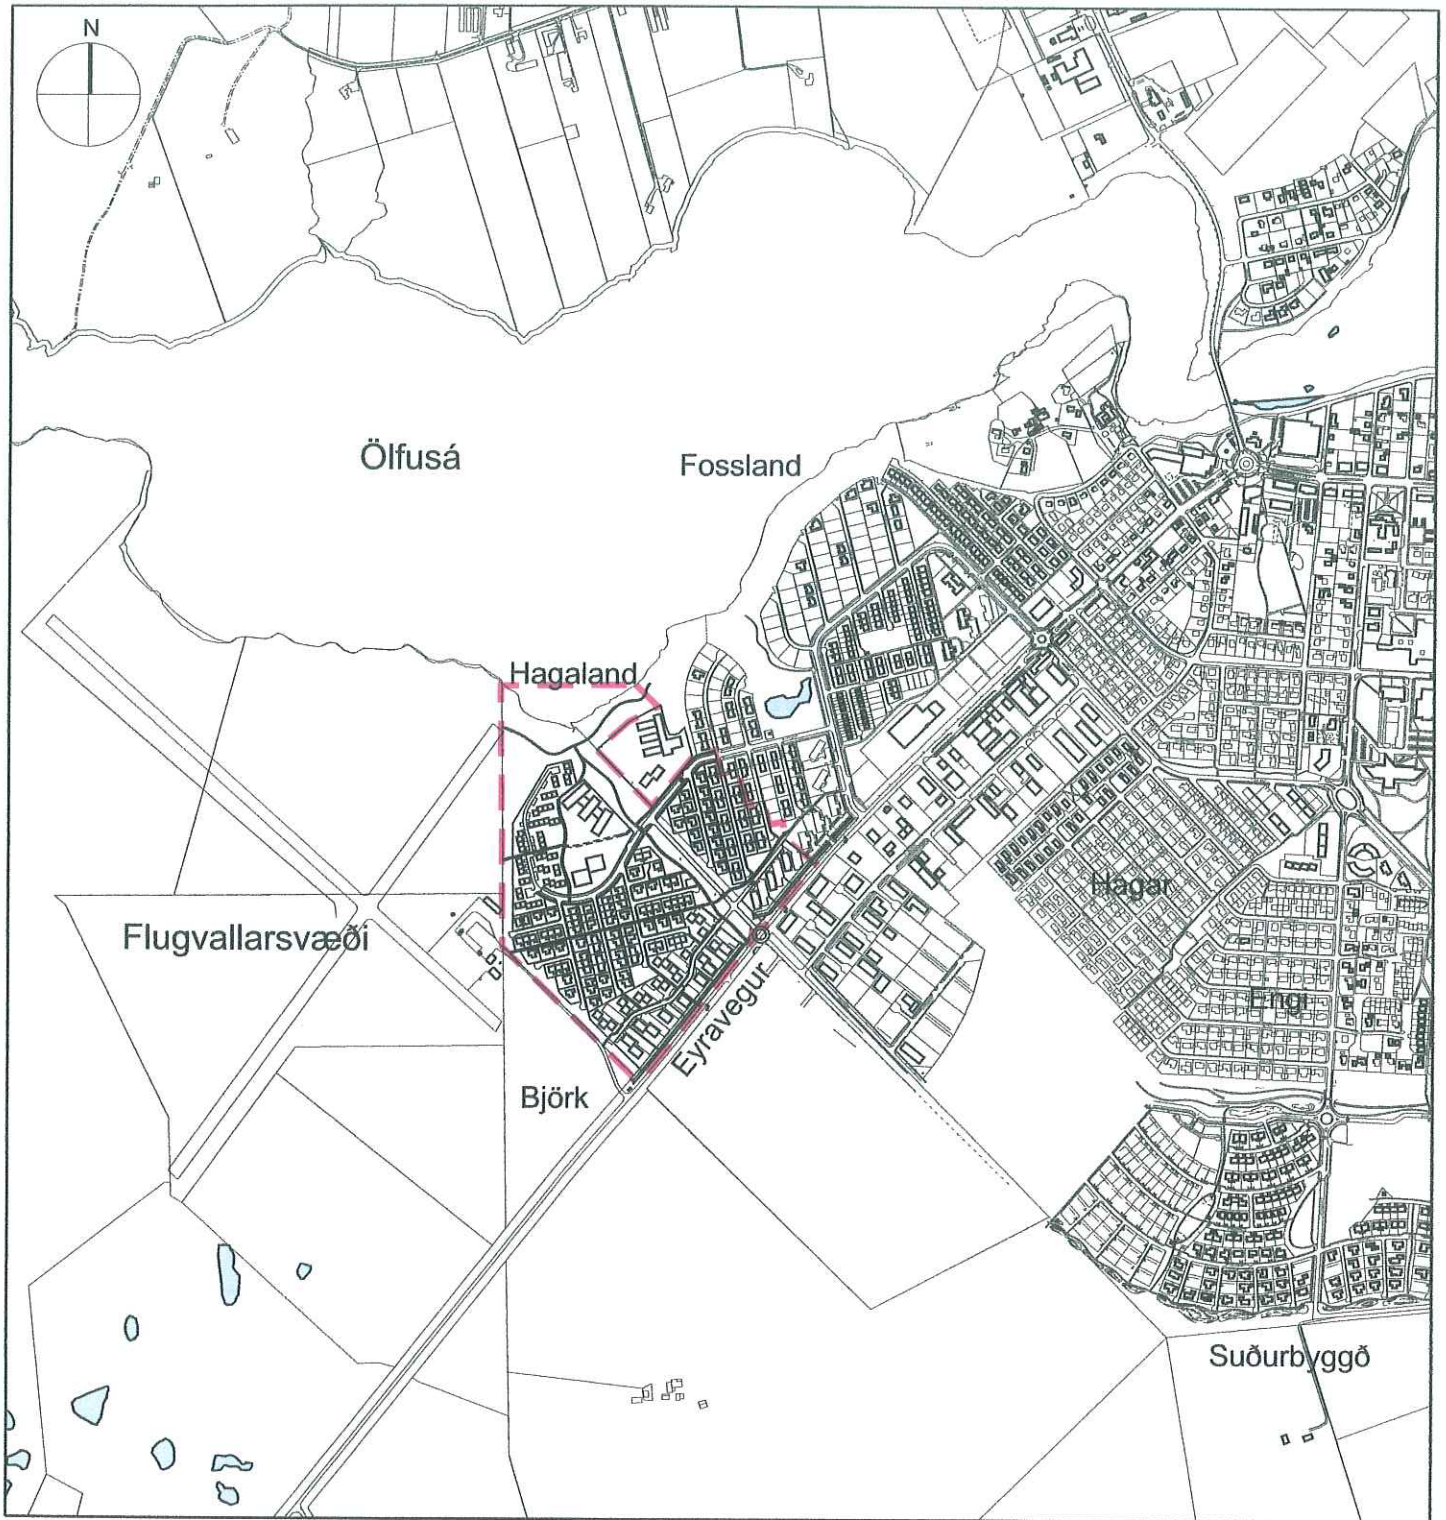 N
Ölfusá
Fossland
Hagaland
Hagar
Flugvallarsvæði
Engi
Eyravegur
Björk
Suðurbyggð